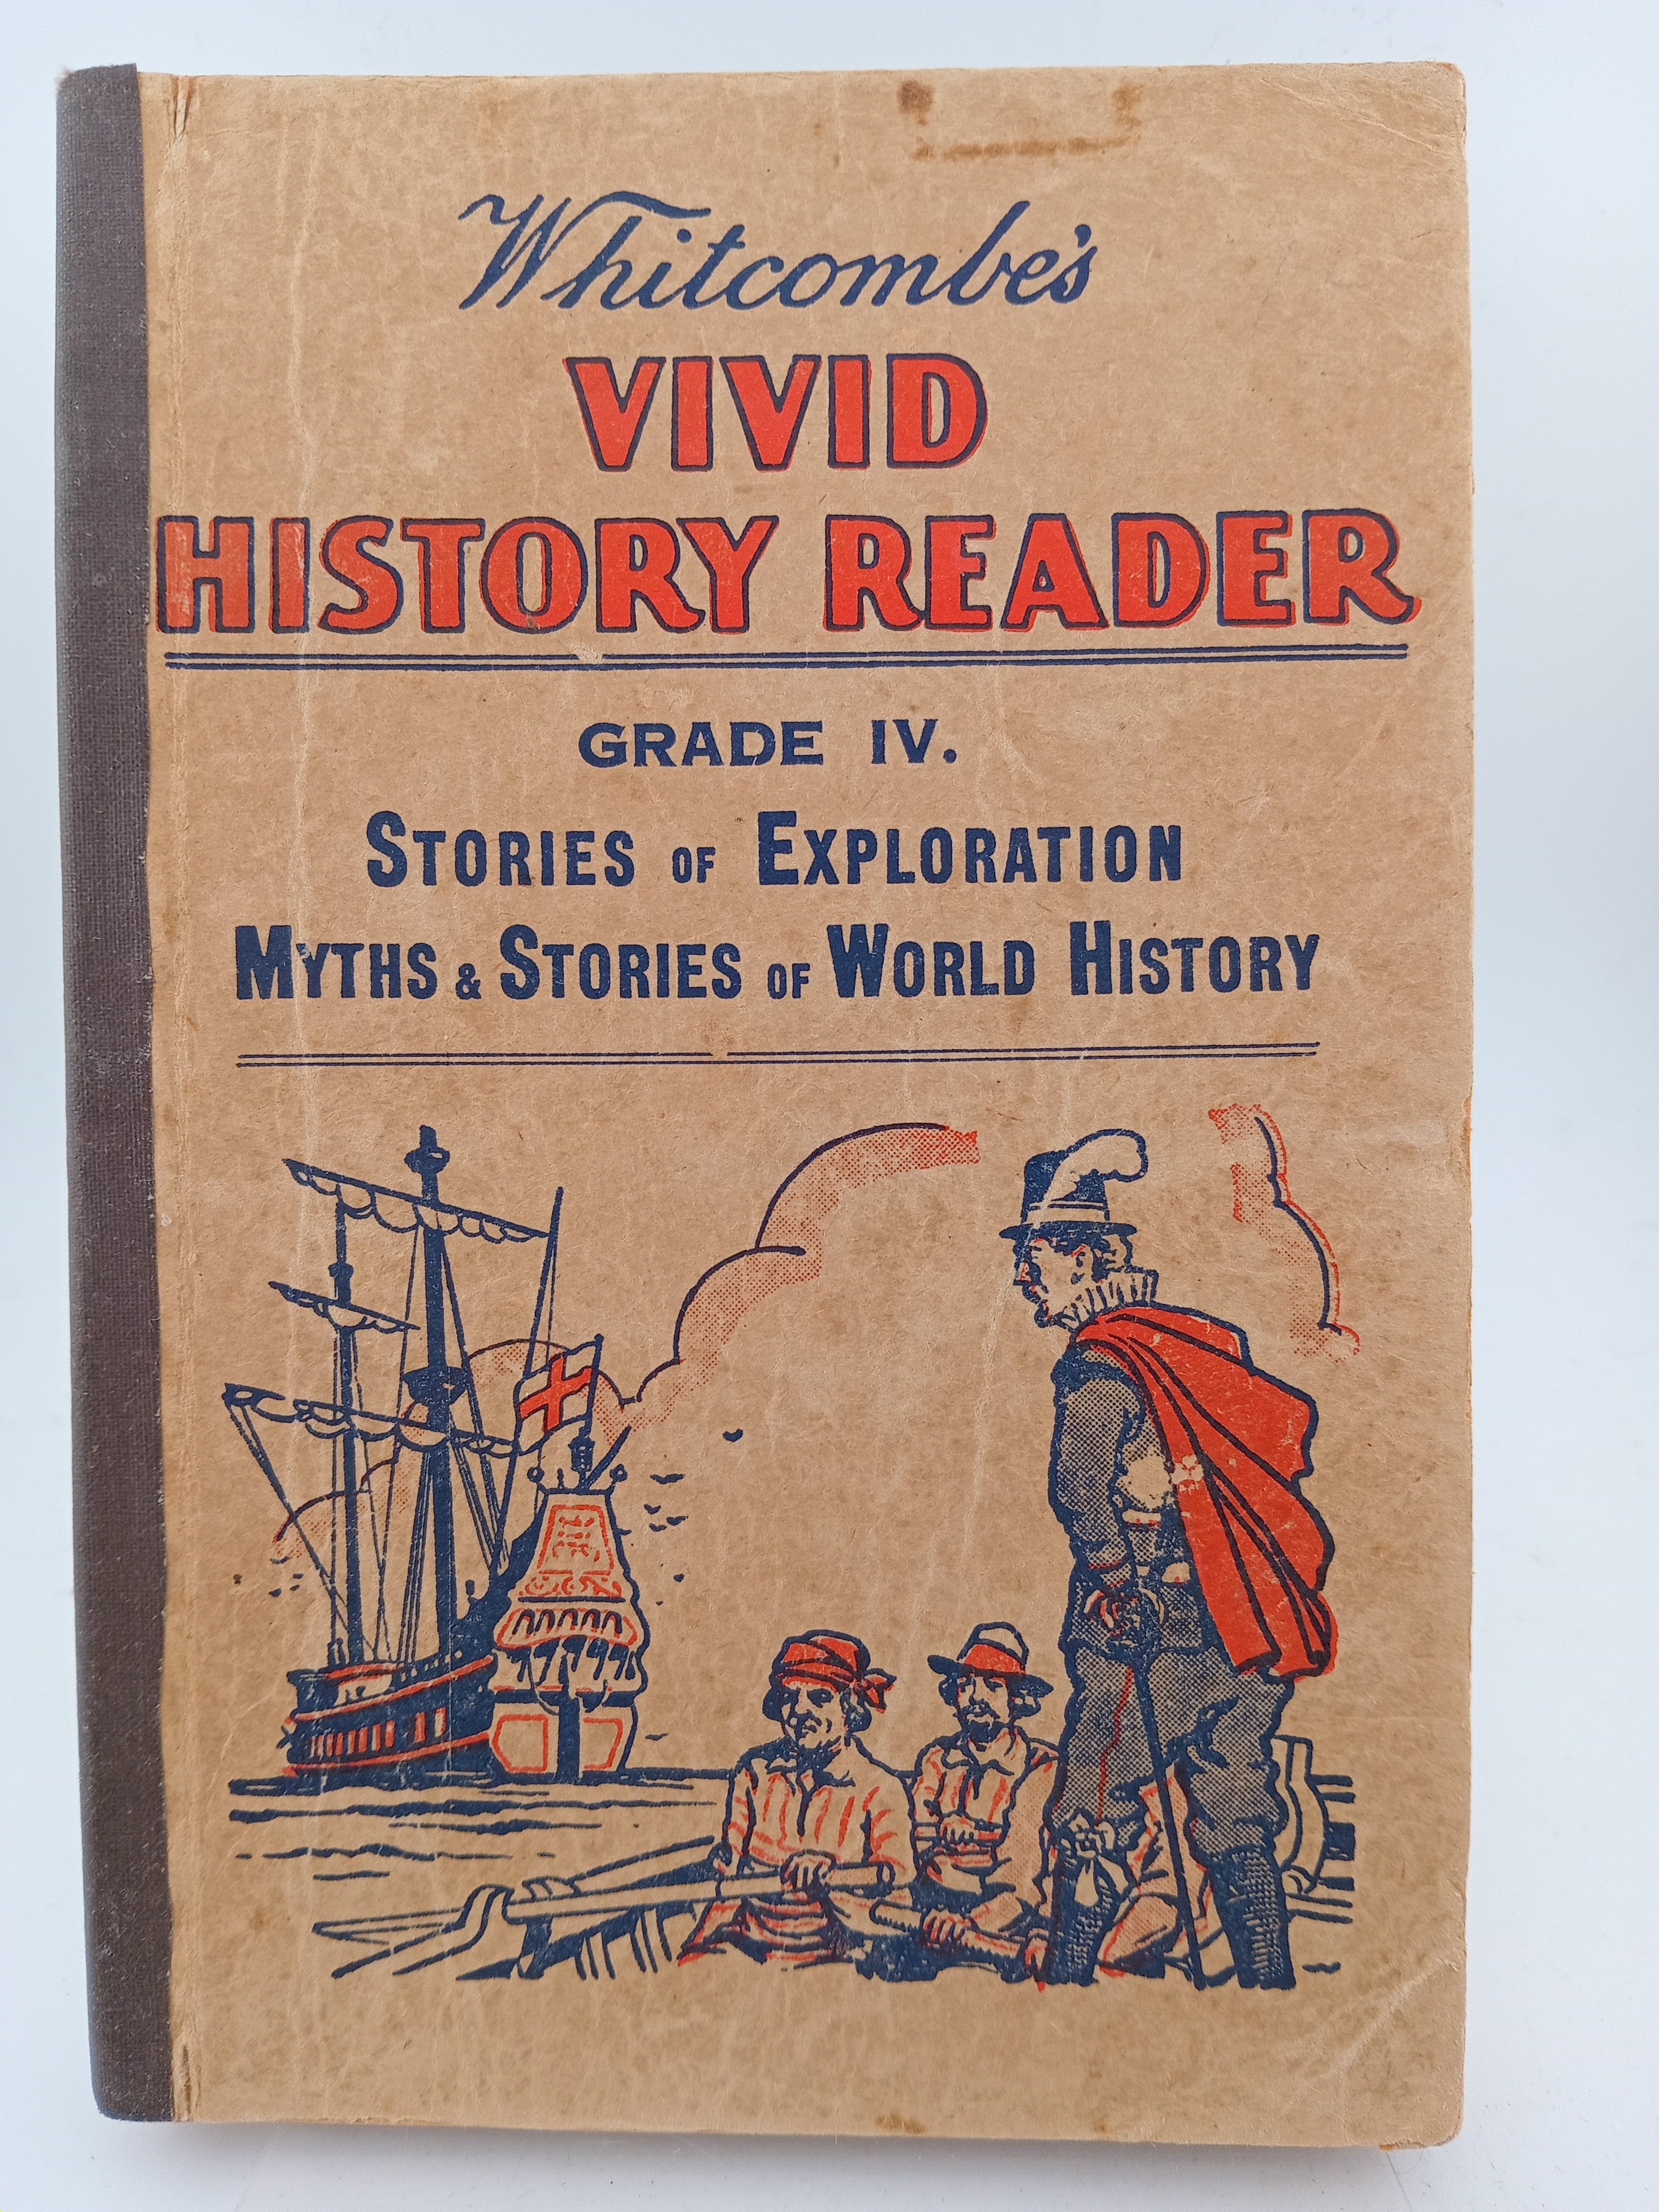 Whitcombe's
VIVID
HISTORY READER
GRADE IV.
STORIES OF EXPLORATION
MYTHS & STORIES OF WORLD HISTORY